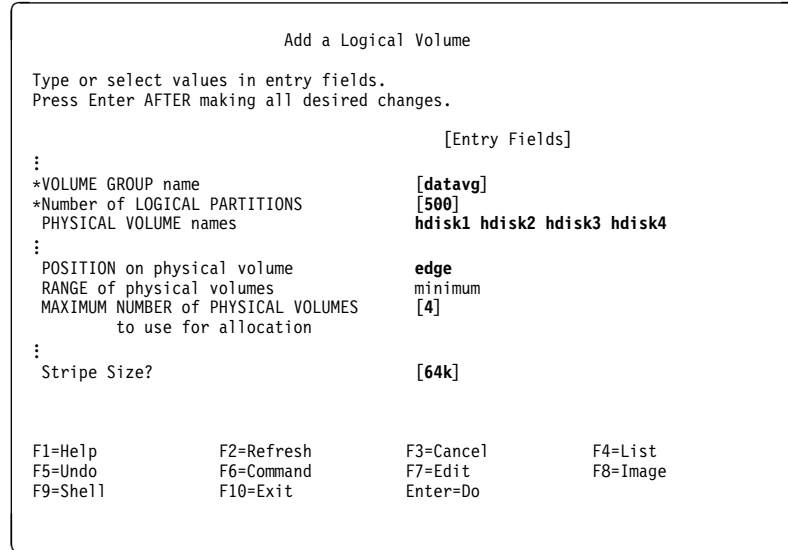 Add a Logical Volume
Type or select values in entry fields.
Press Enter AFTER making all desired changes.
[Entry Fields]
⋮
*VOLUME GROUP name [datavg]
*Number of LOGICAL PARTITIONS [500]
PHYSICAL VOLUME names hdisk1 hdisk2 hdisk3 hdisk4
⋮
POSITION on physical volume edge
RANGE of physical volumes minimum
MAXIMUM NUMBER of PHYSICAL VOLUMES [4]
to use for allocation
⋮
Stripe Size? [64k]
F1=Help F2=Refresh F3=Cancel F4=List
F5=Undo F6=Command F7=Edit F8=Image
F9=Shell F10=Exit Enter=Do